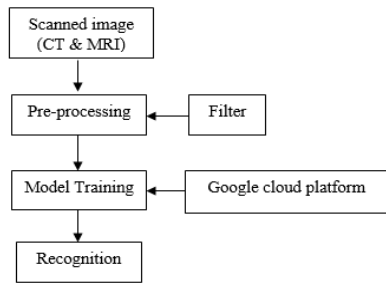 Scanned image
(CT & MRI)
Pre-processing
Filter
Model Training
Google cloud platform
Recognition